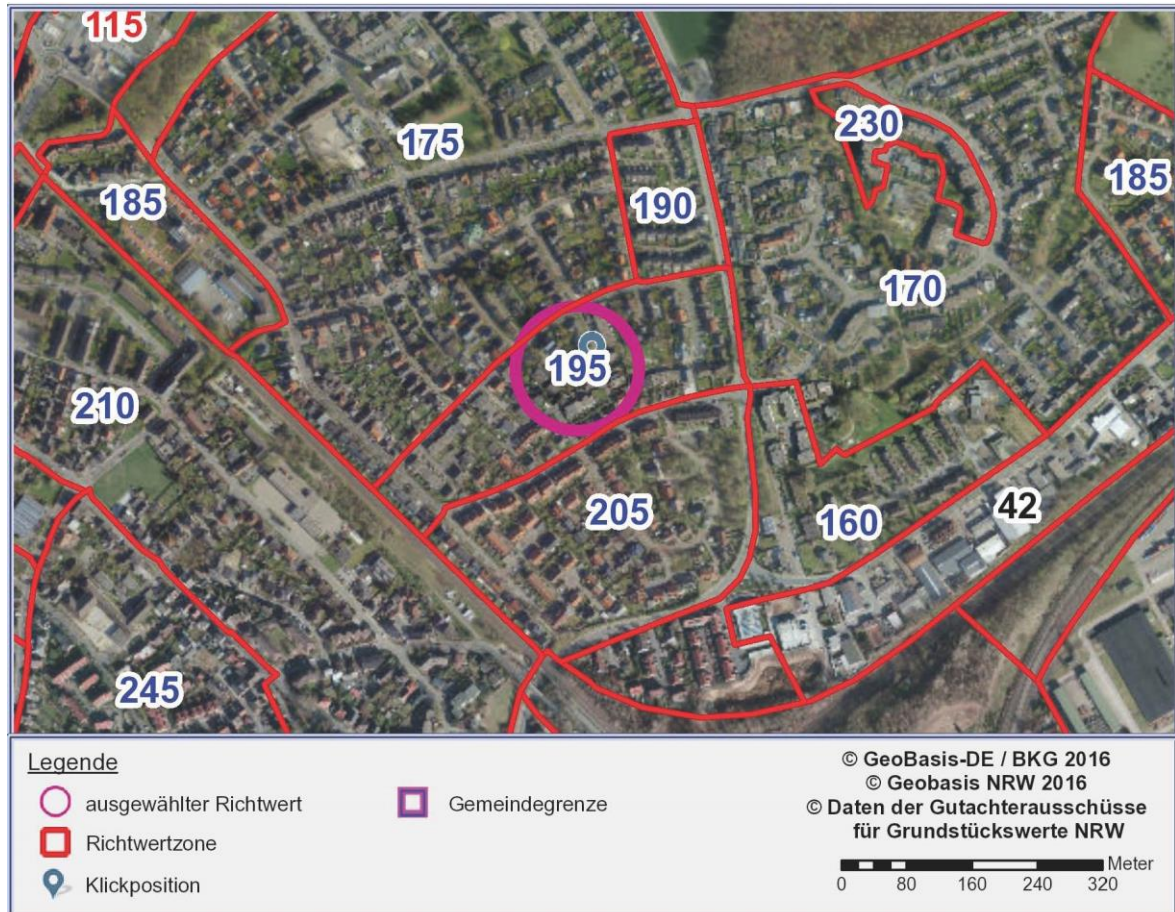 115
175
230
185
185
190
170
195
210
205
160
42
245
Legende
ausgewählter Richtwert
Gemeindegrenze
Richtwertzone
Klickposition
© GeoBasis-DE / BKG 2016
© Geobasis NRW 2016
© Daten der Gutachterausschüsse
für Grundstückswerte NRW
Meter
0 80 160 240 320